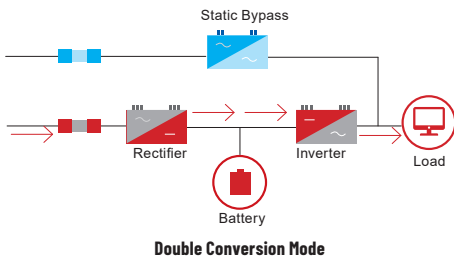 Static Bypass
Rectifier
Inverter
Load
Battery
Double Conversion Mode